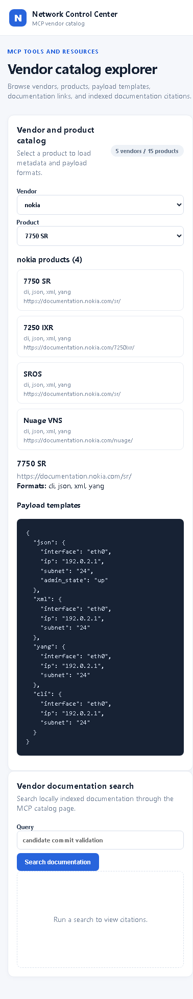 N
Network Control Center
MCP vendor catalog
MCP TOOLS AND RESOURCES
Vendor catalog explorer
Browse vendors, products, payload templates,
documentation links, and indexed documentation citations.
Vendor and product
catalog
Select a product to load
metadata and payload
formats.
5 vendors / 15 products
Vendor
nokia
Product
7750 SR
nokia products (4)
7750 SR
cli, json, xml, yang
https://documentation.nokia.com/sr/
7250 IXR
cli, json, xml, yang
https://documentation.nokia.com/7250ixr/
SROS
cli, json, xml, yang
https://documentation.nokia.com/sr/
Nuage VNS
cli, json, xml, yang
https://documentation.nokia.com/nuage/
7750 SR
https://documentation.nokia.com/sr/
Formats: cli, json, xml, yang
Payload templates
{
  "json": {
    "interface": "eth0",
    "ip": "192.0.2.1",
    "subnet": "24",
    "admin_state": "up"
  },
  "xml": {
    "interface": "eth0",
    "ip": "192.0.2.1",
    "subnet": "24"
  },
  "yang": {
    "interface": "eth0",
    "ip": "192.0.2.1",
    "subnet": "24"
  },
  "cli": {
    "interface": "eth0",
    "ip": "192.0.2.1",
    "subnet": "24"
  }
}
Vendor documentation search
Search locally indexed documentation through the
MCP catalog page.
Query
candidate commit validation
Search documentation
Run a search to view citations.